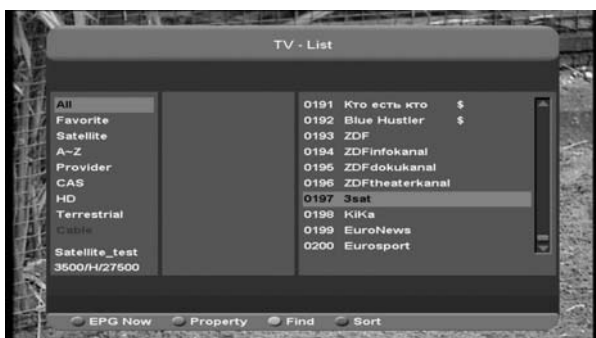 TV - List
All
Favorite
Satellite
A~Z
Provider
CAS
HD
Terrestrial
Cable
Satellite_test
3500/H/27500
0191 Кто есть кто $
0192 Blue Hustler $
0193 ZDF
0194 ZDFinfokanal
0195 ZDFdokukanal
0196 ZDFtheaterkanal
0197 3sat
0198 KiKa
0199 EuroNews
0200 Eurosport
EPG Now Property Find Sort